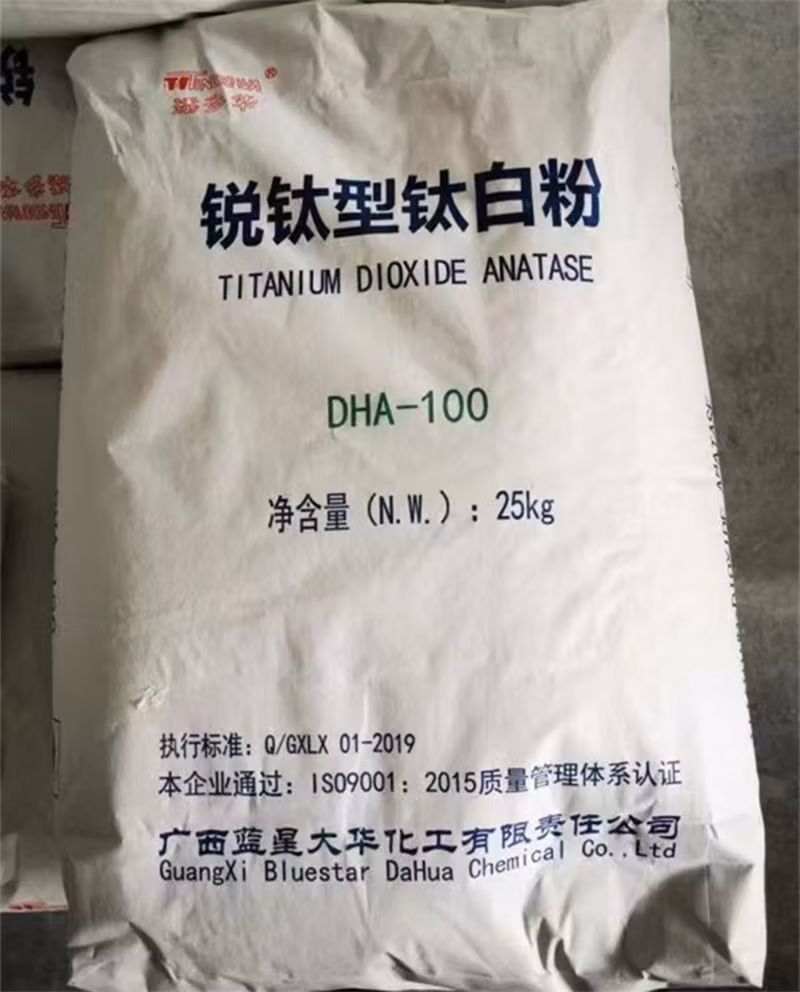 锐钛型钛白粉
TITANIUM DIOXIDE ANATASE
DHA-100
净含量(N.W.):25kg
执行标准:Q/GXLX 01-2019
本企业通过:ISO9001:2015质量管理体系认证
广西蓝星大华化工有限责任公司
GuangXi Bluestar DaHua Chemical Co.,Ltd